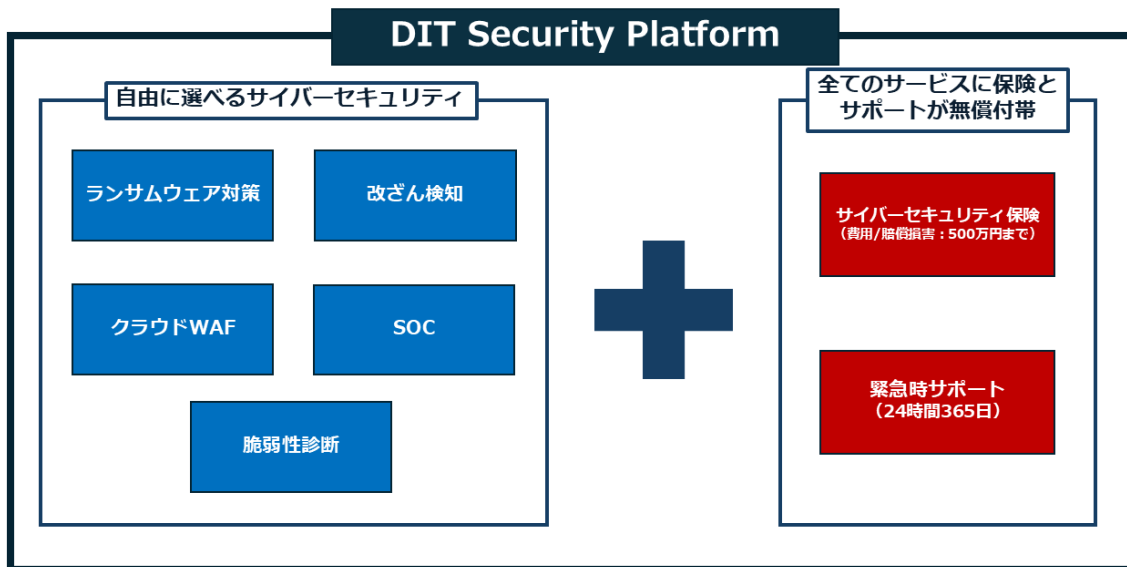 DIT Security Platform
自由に選べるサイバーセキュリティ
ランサムウェア対策
改ざん検知
クラウドWAF
SOC
脆弱性診断
全てのサービスに保険と
サポートが無償付帯
サイバーセキュリティ保険
（費用/賠償損害：500万円まで）
緊急時サポート
（24時間365日）